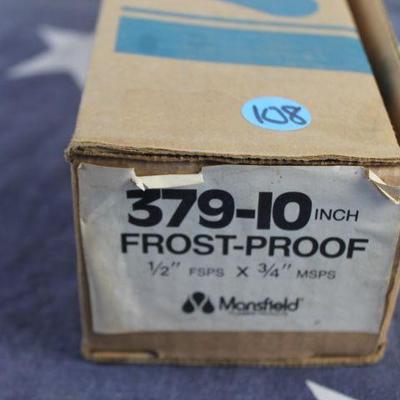 108
379-10 INCH
FROST-PROOF
1/2" FSPS X 3/4" MSPS
Mansfield